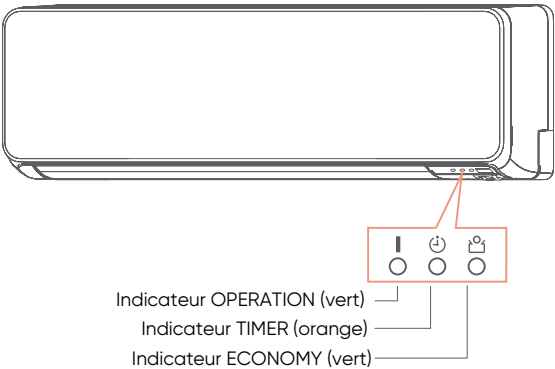 Indicateur OPERATION (vert)
Indicateur TIMER (orange)
Indicateur ECONOMY (vert)